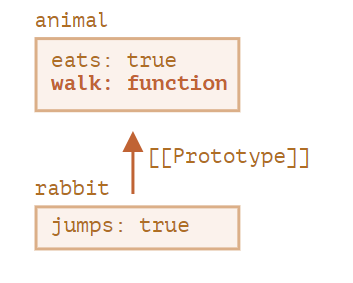 animal
eats: true
walk: function
[[Prototype]]
rabbit
jumps: true